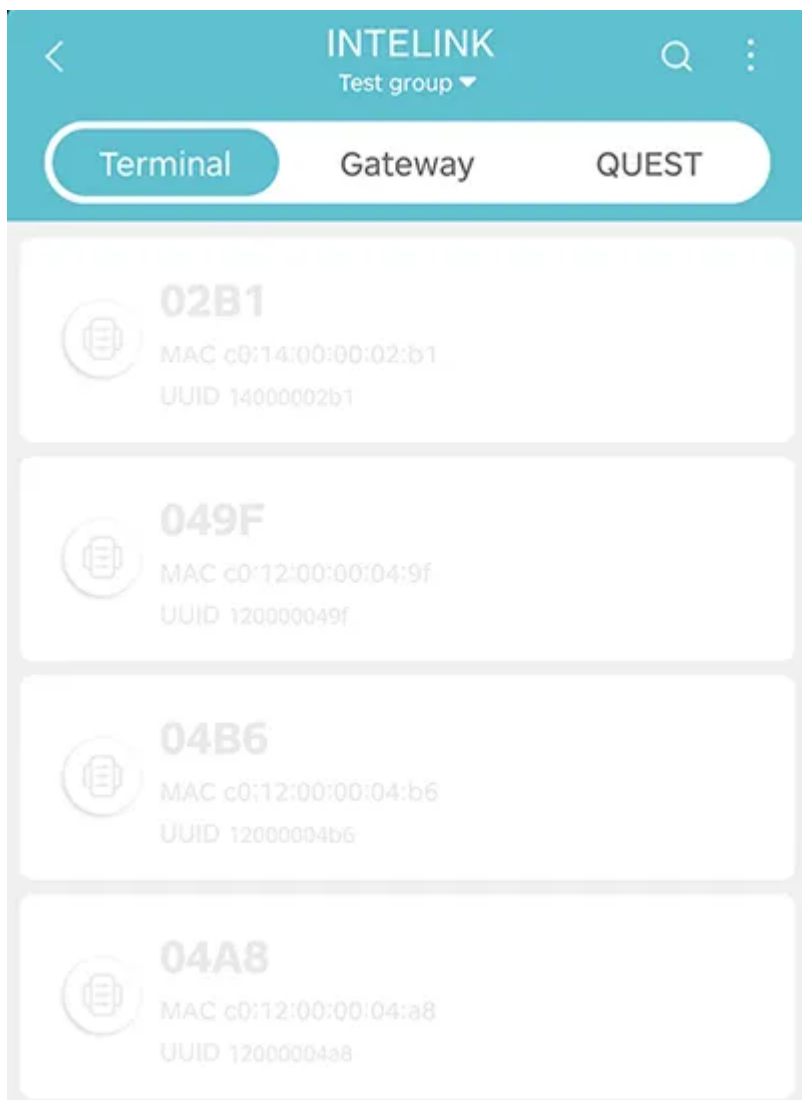 INTELINK
Test group
Terminal
Gateway
QUEST
02B1
MAC c0:14:00:00:02:b1
UUID 14000002b1
049F
MAC c0:12:00:00:04:9f
UUID 120000049f
04B6
MAC c0:12:00:00:04:b6
UUID 12000004b6
04A8
MAC c0:12:00:00:04:a8
UUID 12000004a8